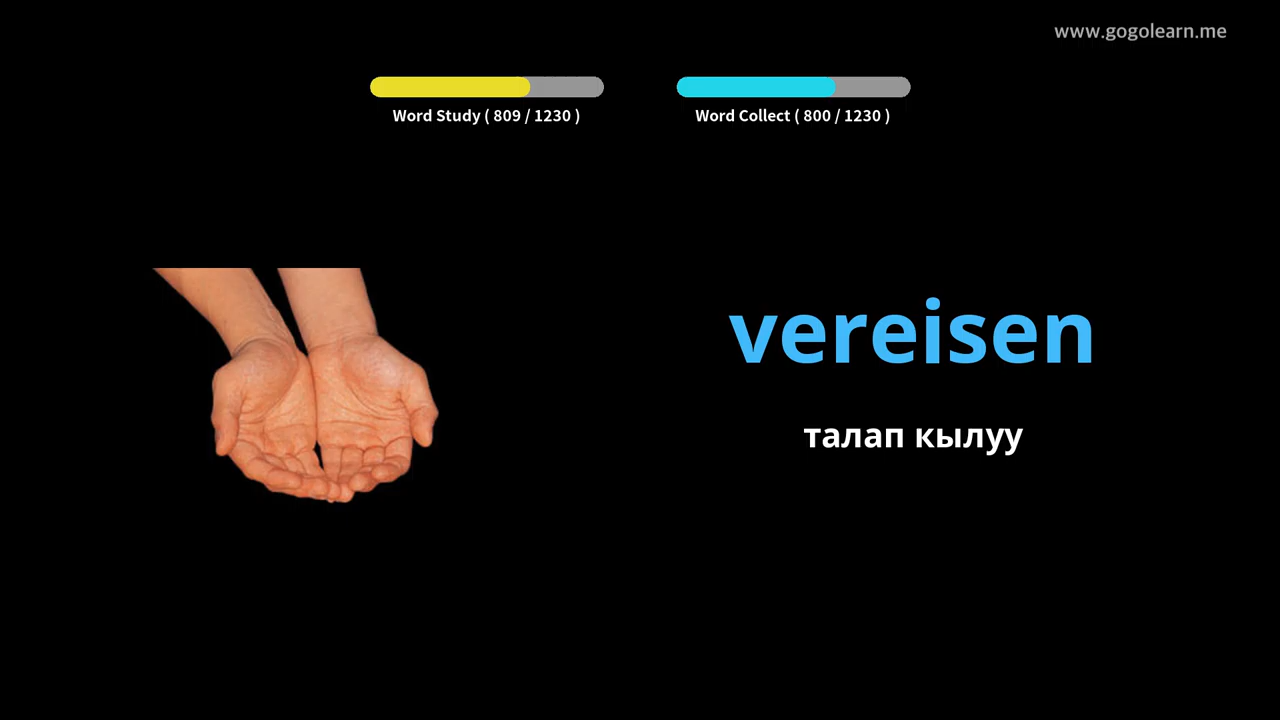 www.gogolearn.me
Word Study ( 809 / 1230 )
Word Collect ( 800 / 1230 )
vereisen
талап кылуу